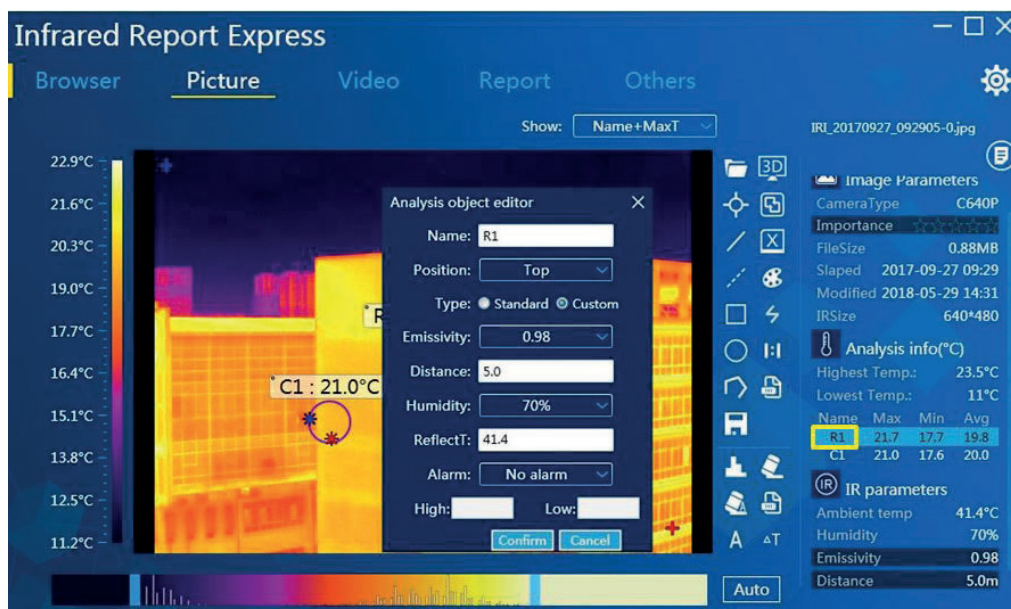 Infrared Report Express
Browser Picture Video Report Others
Show: Name+MaxT
IRI_20170927_092905-0.jpg
22.9°C
21.6°C
20.3°C
19.0°C
17.7°C
16.4°C
15.1°C
13.8°C
12.5°C
11.2°C
R
C1 : 21.0°C
Analysis object editor
Name: R1
Position: Top
Type: Standard Custom
Emissivity: 0.98
Distance: 5.0
Humidity: 70%
ReflectT: 41.4
Alarm: No alarm
High: Low:
Confirm Cancel
3D
1:1
A ΔT
Auto
Image Parameters
CameraType C640P
Importance
FileSize 0.88MB
Slaped 2017-09-27 09:29
Modified 2018-05-29 14:31
IRSize 640*480
Analysis info(°C)
Highest Temp.: 23.5°C
Lowest Temp.: 11°C
Name Max Min Avg
R1 21.7 17.7 19.8
C1 21.0 17.6 20.0
IR IR parameters
Ambient temp 41.4°C
Humidity 70%
Emissivity 0.98
Distance 5.0m